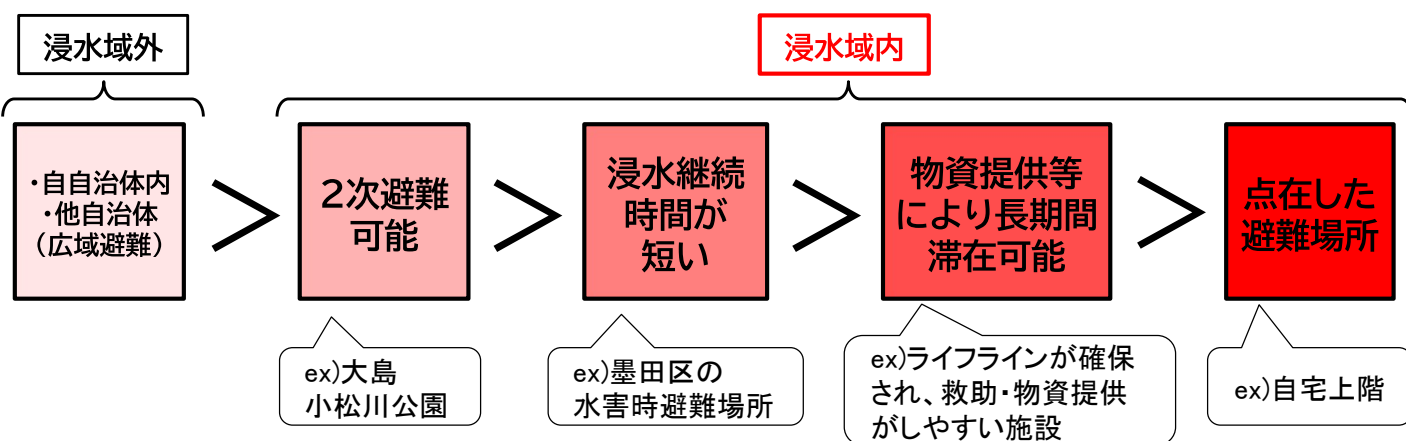 浸水域外
浸水域内
・自自治体内
・他自治体
（広域避難）
＞
２次避難
可能
＞
浸水継続
時間が
短い
＞
物資提供等
により長期間
滞在可能
＞
点在した
避難場所
ex)大島
小松川公園
ex)墨田区の
水害時避難場所
ex)ライフラインが確保
され、救助・物資提供
がしやすい施設
ex)自宅上階